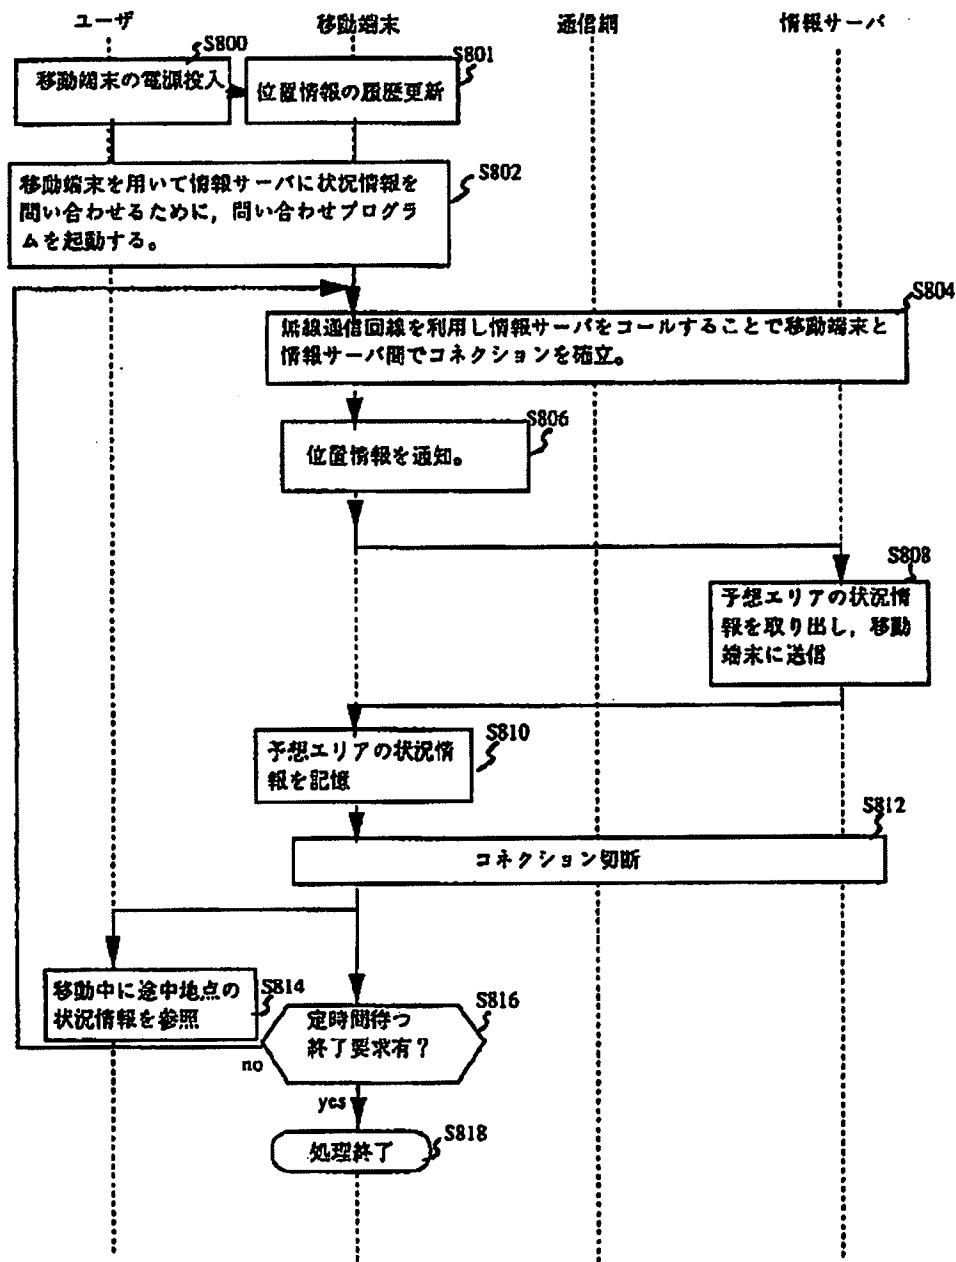 ユーザ
移動端末
通信網
情報サーバ
S800
移動端末の電源投入
S801
位置情報の履歴更新
S802
移動端末を用いて情報サーバに状況情報を
問い合わせるために，問い合わせプログラ
ムを起動する。
S804
無線通信回線を利用し情報サーバをコールすることで移動端末と
情報サーバ間でコネクションを確立。
S806
位置情報を通知。
S808
予想エリアの状況情
報を取り出し，移動
端末に送信
S810
予想エリアの状況情
報を記憶
S812
コネクション切断
S814
移動中に途中地点の
状況情報を参照
S816
定時間待つ
終了要求有？
no
yes
S818
処理終了